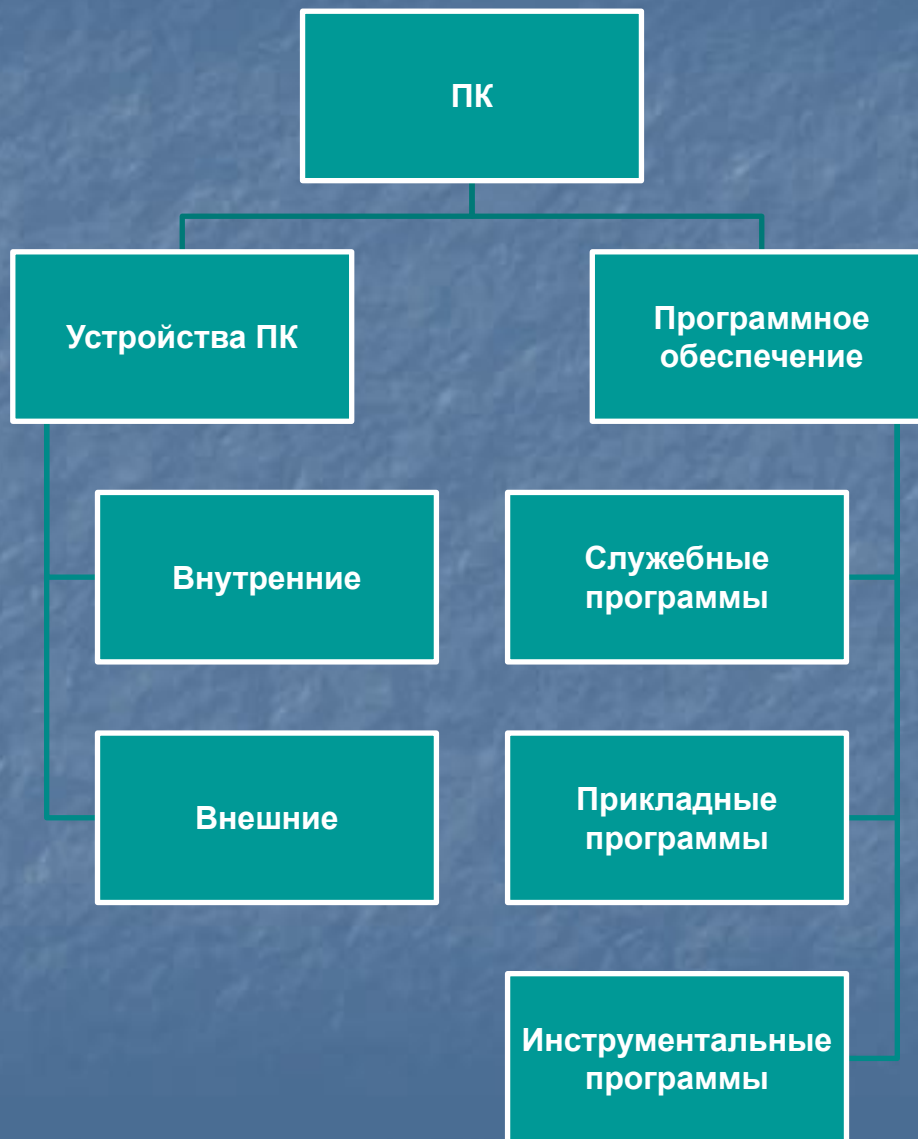 ПК
Устройства ПК
Программное
обеспечение
Внутренние
Служебные
программы
Внешние
Прикладные
программы
Инструментальные
программы